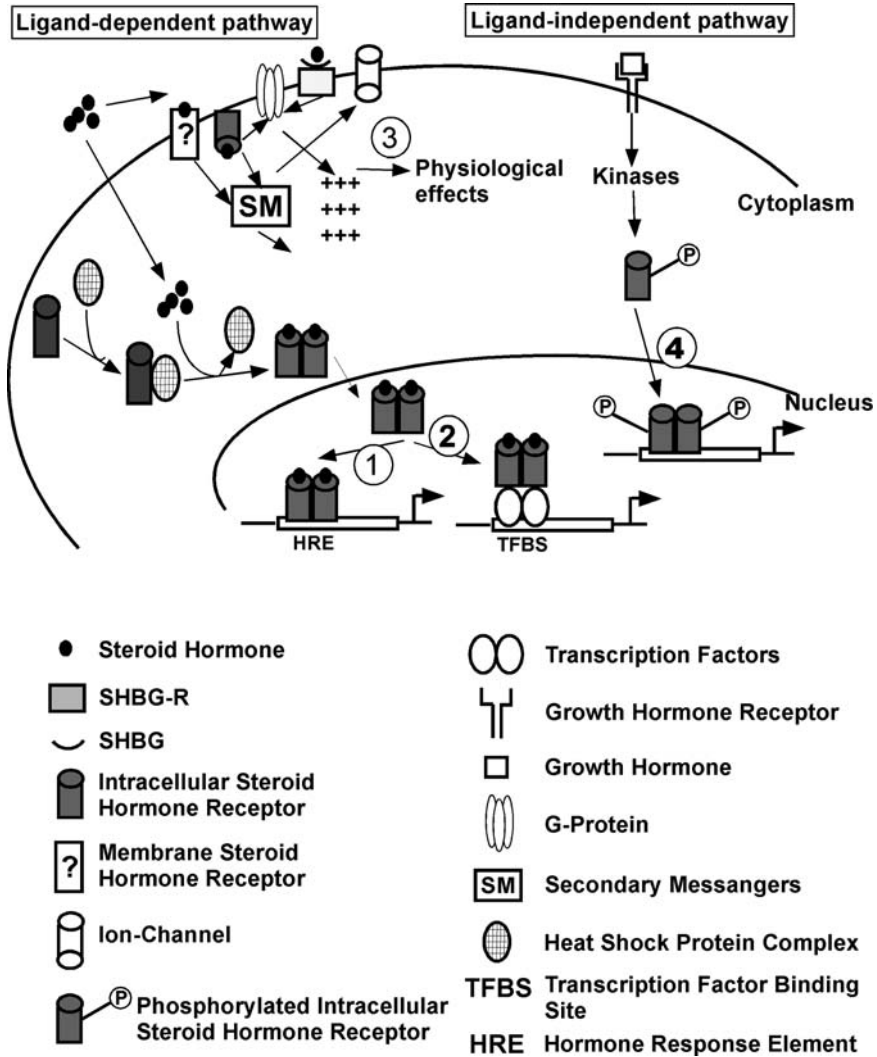 Ligand-dependent pathway
Ligand-independent pathway
?
3
Physiological
effects
SM
+++
+++
+++
Kinases
Cytoplasm
P
4
Nucleus
P
P
1
2
HRE
TFBS
Steroid Hormone
SHBG-R
SHBG
Intracellular Steroid
Hormone Receptor
?
Membrane Steroid
Hormone Receptor
Ion-Channel
P
Phosphorylated Intracellular
Steroid Hormone Receptor
Transcription Factors
Growth Hormone Receptor
Growth Hormone
G-Protein
SM
Secondary Messangers
Heat Shock Protein Complex
TFBS Transcription Factor Binding
Site
HRE Hormone Response Element